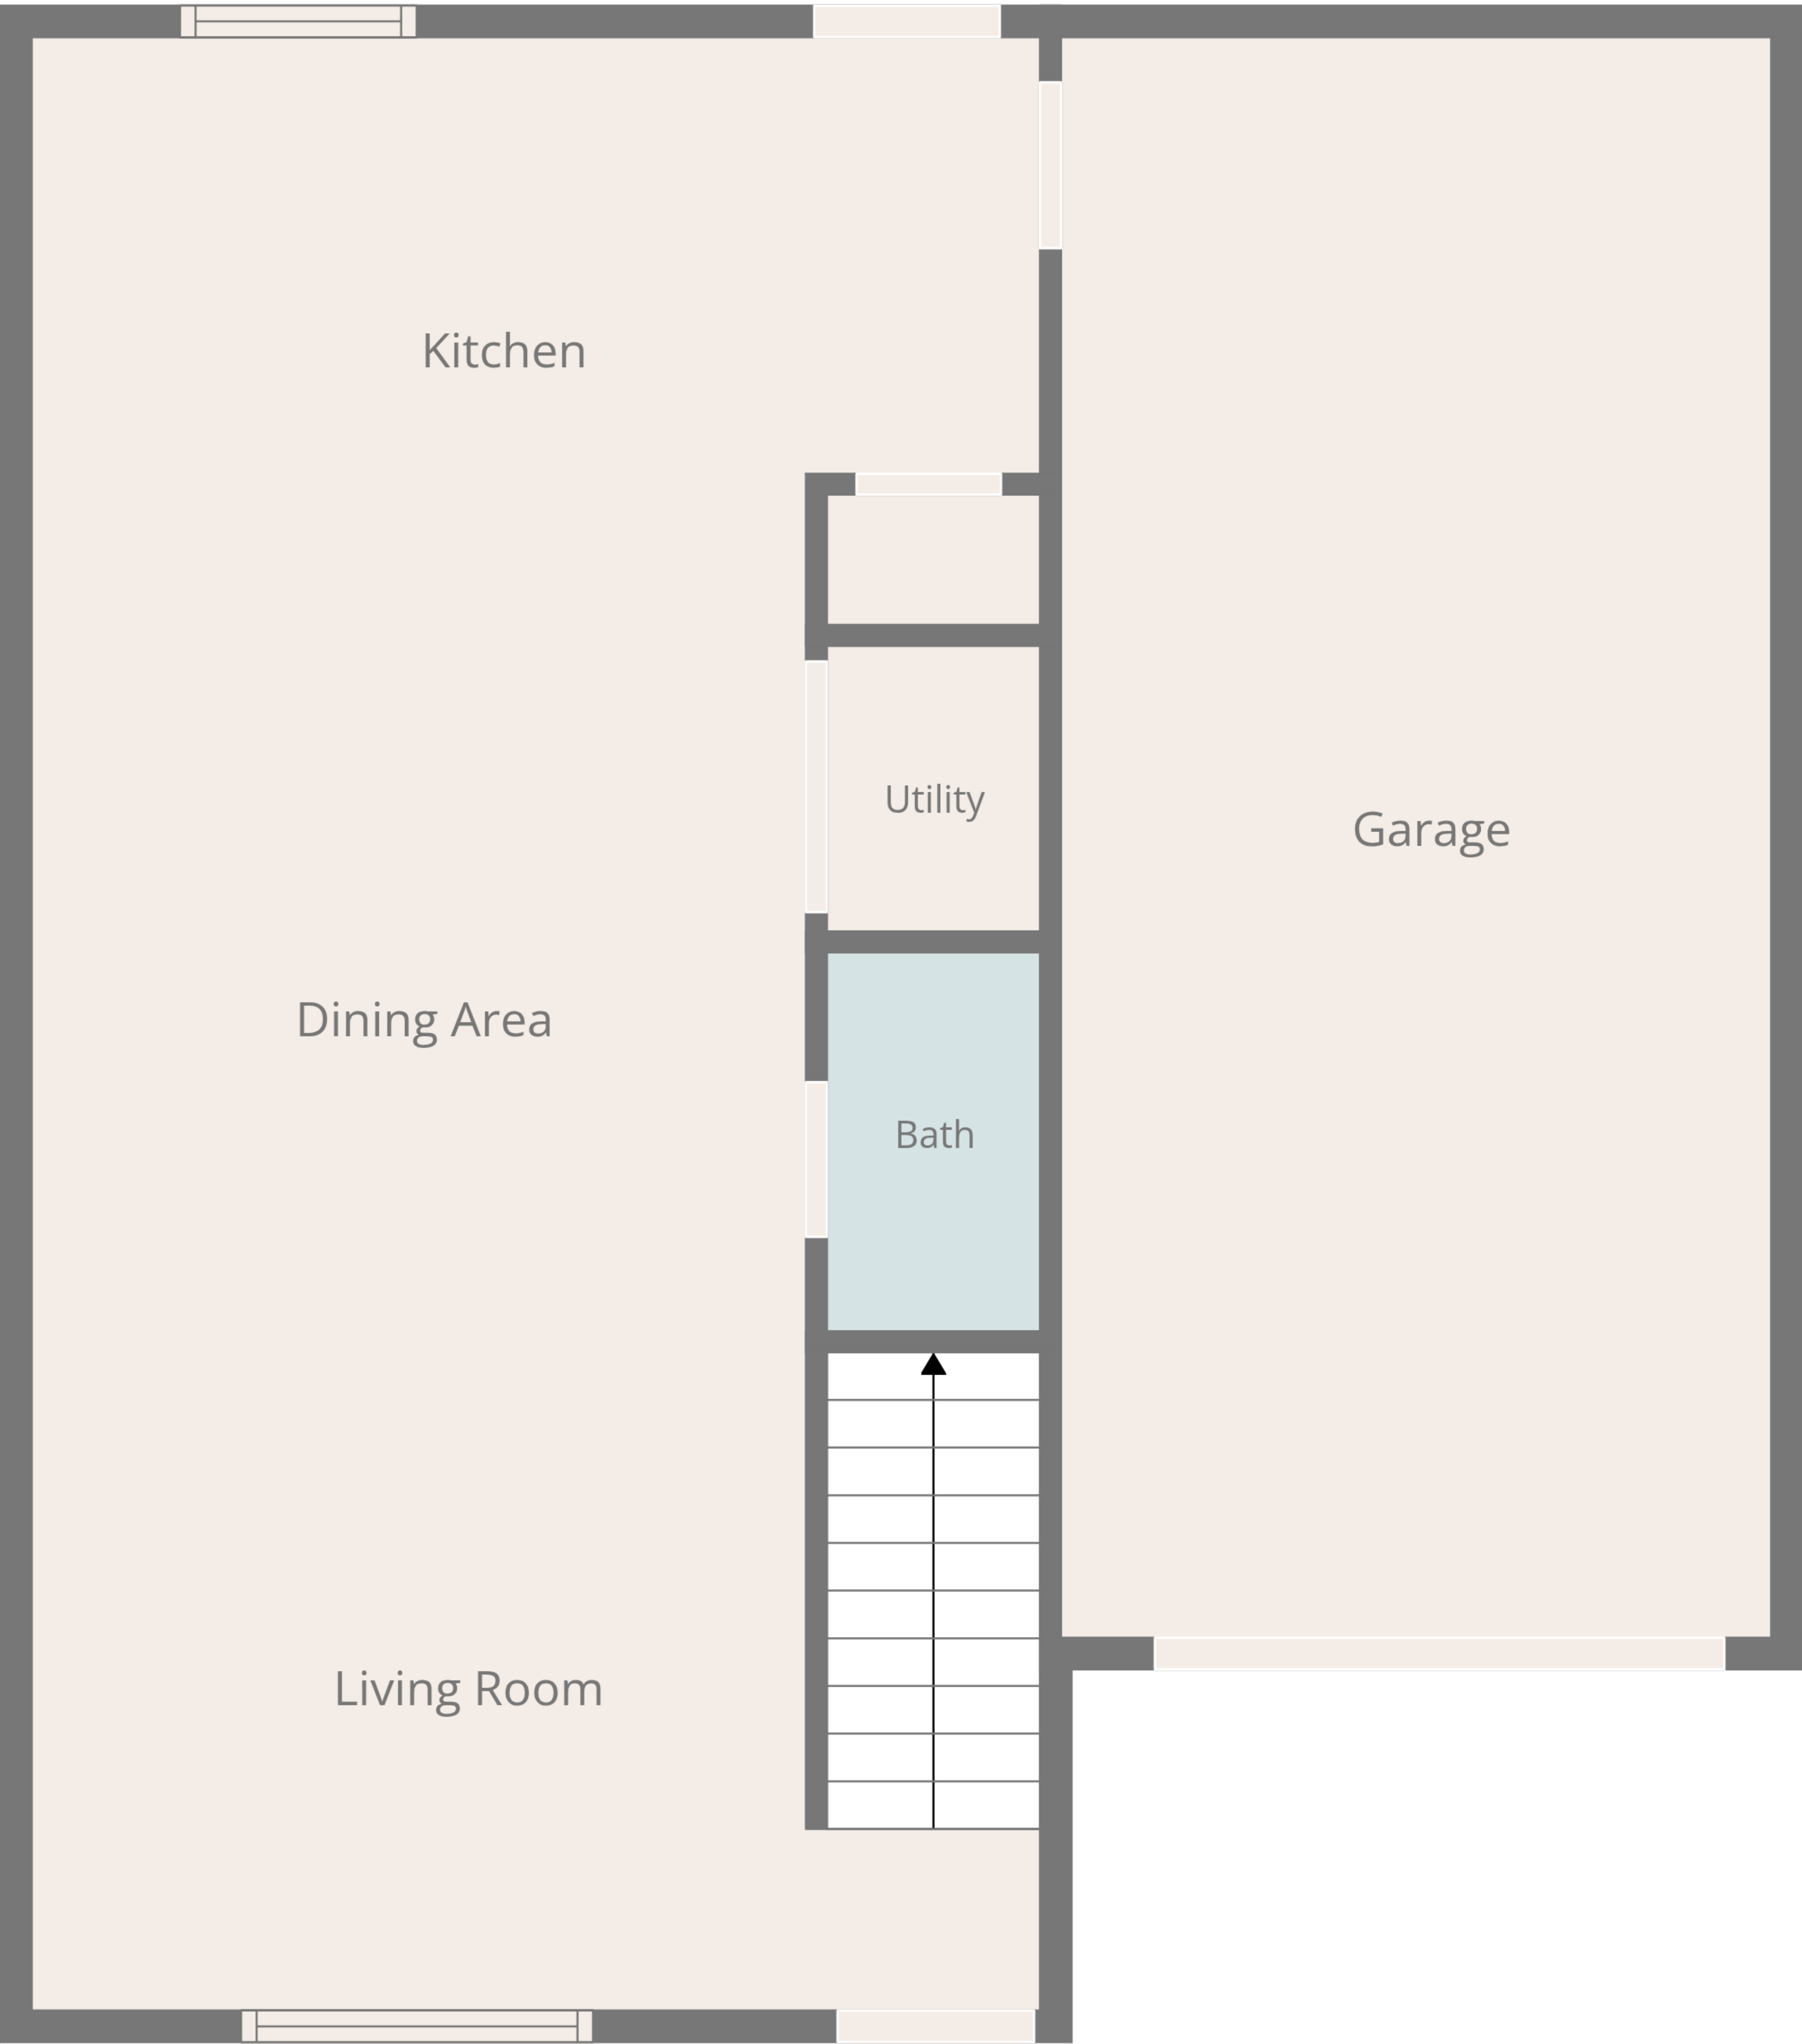 Kitchen
Utility
Garage
Dining Area
Bath
Living Room